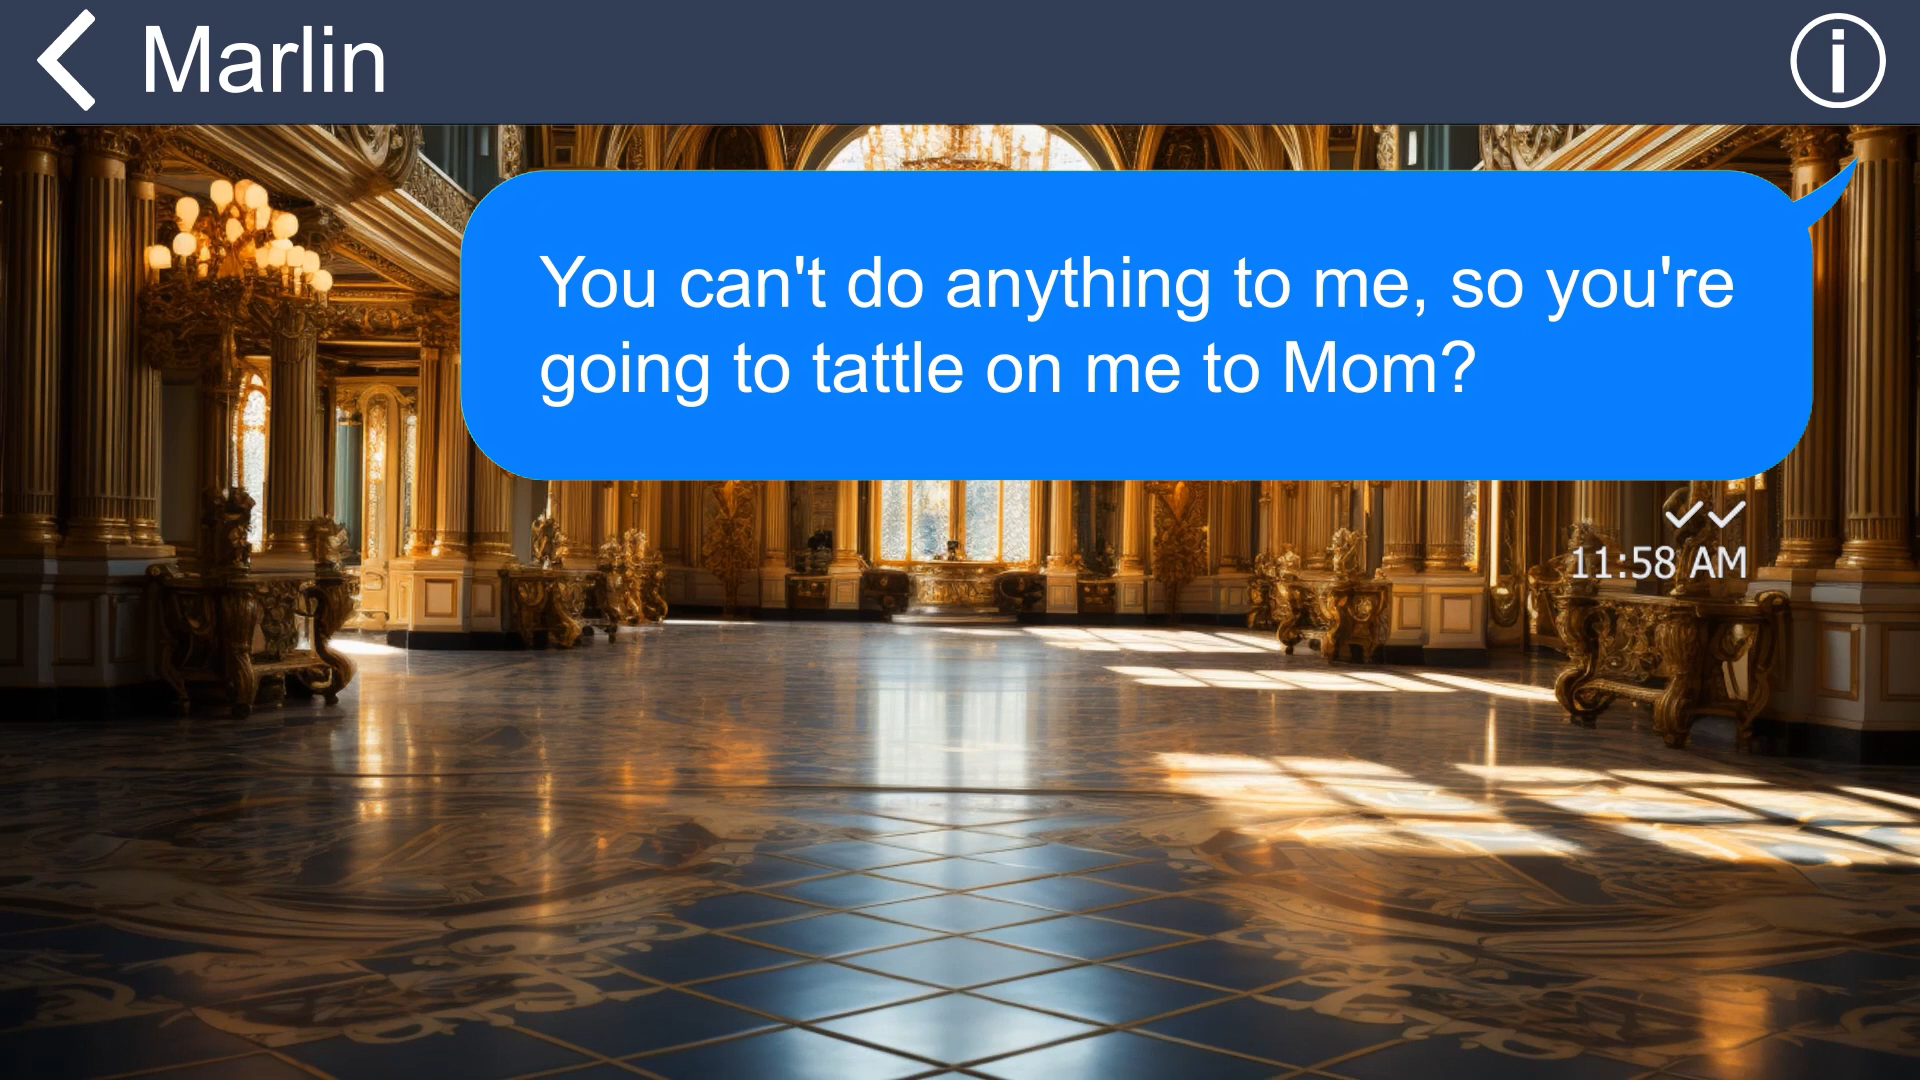 Marlin
You can't do anything to me, so you're
going to tattle on me to Mom?
11:58 AM